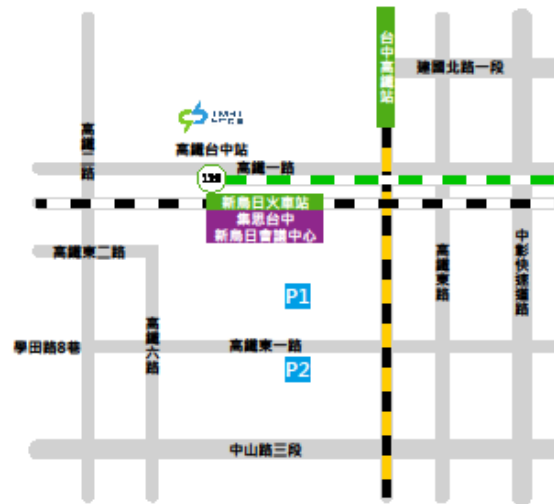 台中高鐵站
建國北路一段
高鐵二路
高鐵台中站
高鐵一路
新烏日火車站
集思台中
新烏日會議中心
高鐵東二路
高鐵東路
中彰快速道路
P1
高鐵六路
學田路8巷
高鐵東一路
P2
中山路三段